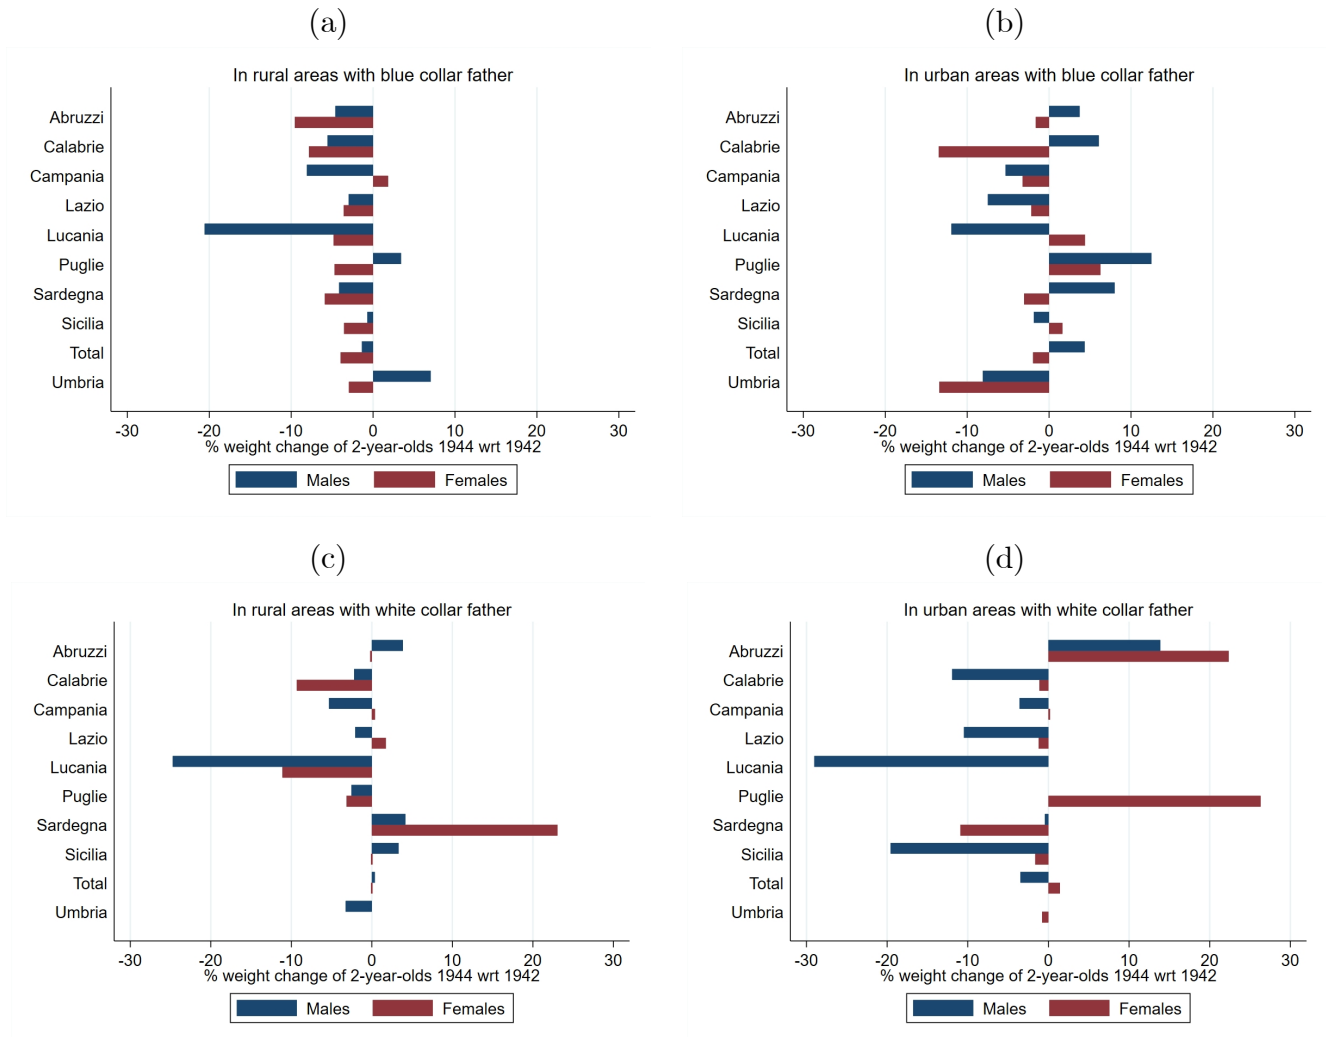 (a)
In rural areas with blue collar father
Abruzzi
Calabrie
Campania
Lazio
Lucania
Puglie
Sardegna
Sicilia
Total
Umbria
-30 -20 -10 0 10 20 30
% weight change of 2-year-olds 1944 wrt 1942
Males Females
(b)
In urban areas with blue collar father
Abruzzi
Calabrie
Campania
Lazio
Lucania
Puglie
Sardegna
Sicilia
Total
Umbria
-30 -20 -10 0 10 20 30
% weight change of 2-year-olds 1944 wrt 1942
Males Females
(c)
In rural areas with white collar father
Abruzzi
Calabrie
Campania
Lazio
Lucania
Puglie
Sardegna
Sicilia
Total
Umbria
-30 -20 -10 0 10 20 30
% weight change of 2-year-olds 1944 wrt 1942
Males Females
(d)
In urban areas with white collar father
Abruzzi
Calabrie
Campania
Lazio
Lucania
Puglie
Sardegna
Sicilia
Total
Umbria
-30 -20 -10 0 10 20 30
% weight change of 2-year-olds 1944 wrt 1942
Males Females